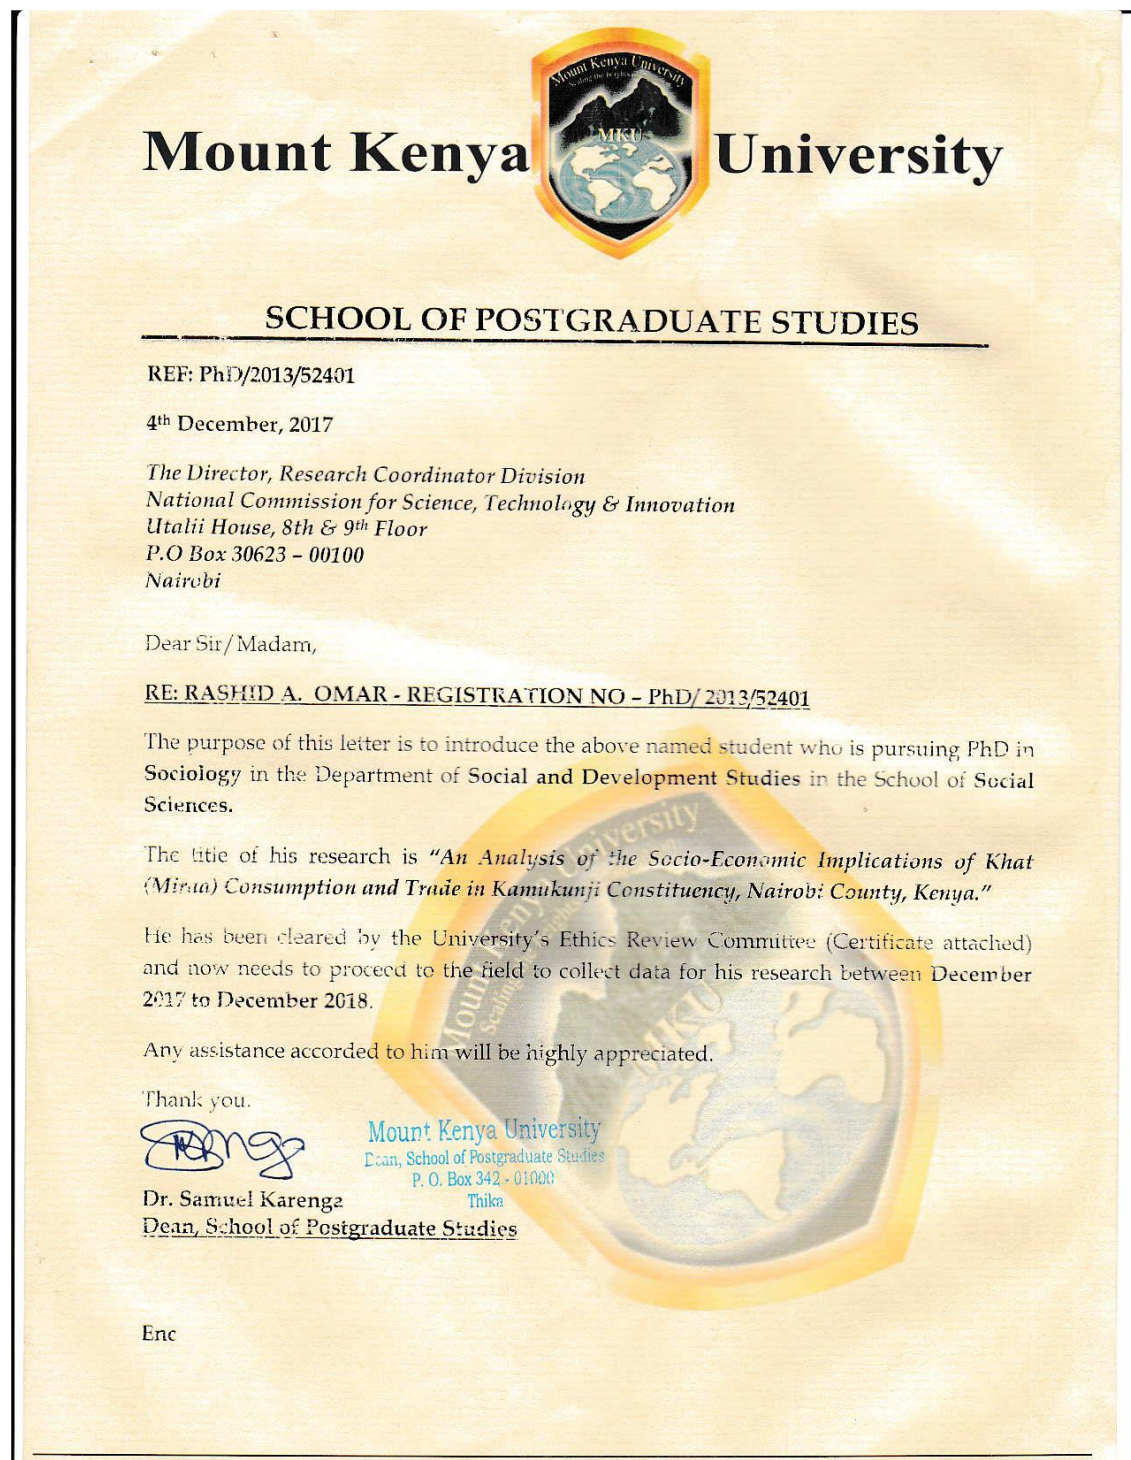 Mount Kenya University
Scaling the heights
MKU
Mount Kenya University
SCHOOL OF POSTGRADUATE STUDIES
REF: PhD/2013/52401
4th December, 2017
The Director, Research Coordinator Division
National Commission for Science, Technology & Innovation
Utalii House, 8th & 9th Floor
P.O Box 30623 – 00100
Nairobi
Dear Sir/Madam,
RE: RASHID A. OMAR - REGISTRATION NO – PhD/ 2013/52401
The purpose of this letter is to introduce the above named student who is pursuing PhD in
Sociology in the Department of Social and Development Studies in the School of Social
Sciences.
The title of his research is “An Analysis of the Socio-Economic Implications of Khat
(Miraa) Consumption and Trade in Kamukunji Constituency, Nairobi County, Kenya.”
He has been cleared by the University's Ethics Review Committee (Certificate attached)
and now needs to proceed to the field to collect data for his research between December
2017 to December 2018.
Any assistance accorded to him will be highly appreciated.
Thank you.
Mount Kenya University
Dean, School of Postgraduate Studies
P. O. Box 342 - 01000
Thika
Dr. Samuel Karenga
Dean, School of Postgraduate Studies
Enc
Mount Kenya University
Scaling
MKU